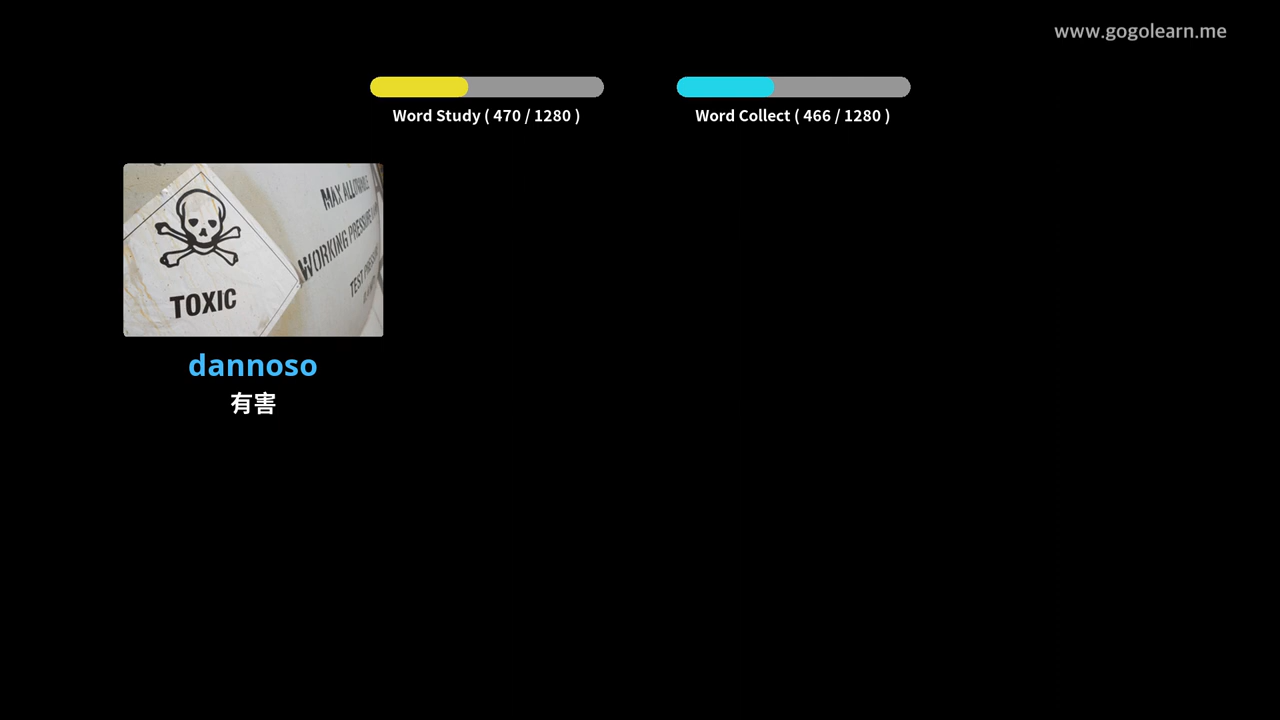 www.gogolearn.me
Word Study ( 470 / 1280 )
Word Collect ( 466 / 1280 )
MAX ALLOWABLE
WORKING PRESSURE
TEST
TOXIC
dannoso
有害